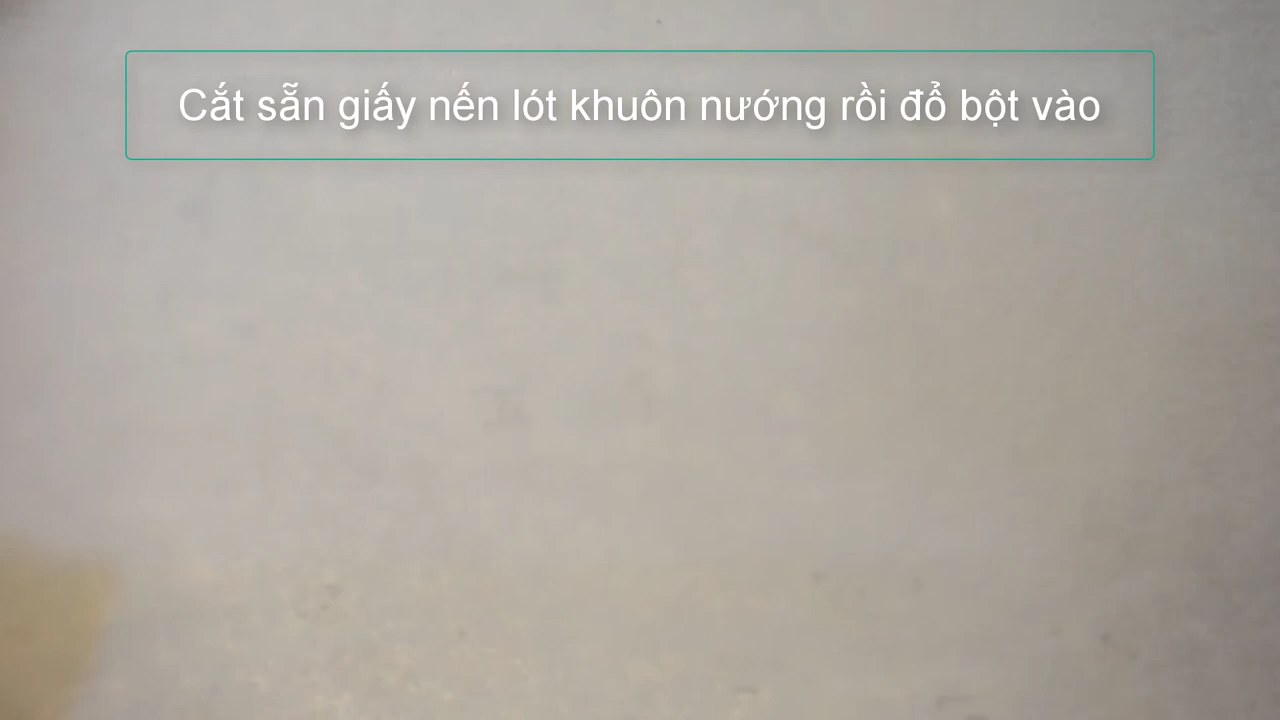 Cắt sẵn giấy nến lót khuôn nướng rồi đổ bột vào